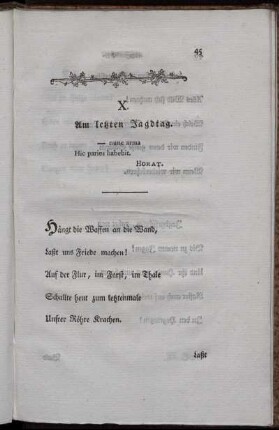 45
X.
Am letzten Jagdtag.
— nunc arma
Hic paries habebit.
HORAT.
Hängt die Waffen an die Wand,
laßt uns Friede machen!
Auf der Flur, im Forst, im Thale
Schallte heut zum letztenmale
Unsrer Röhre Krachen.
laßt